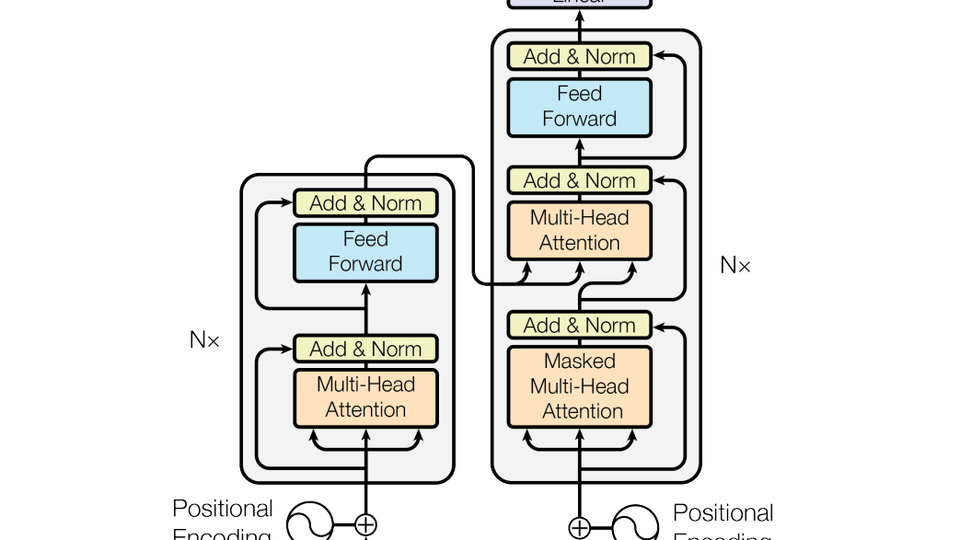 Linear
Add & Norm
Feed
Forward
Add & Norm
Multi-Head
Attention
Add & Norm
Masked
Multi-Head
Attention
Nx
Add & Norm
Feed
Forward
Add & Norm
Multi-Head
Attention
Nx
Positional
Encoding
Positional
Encoding